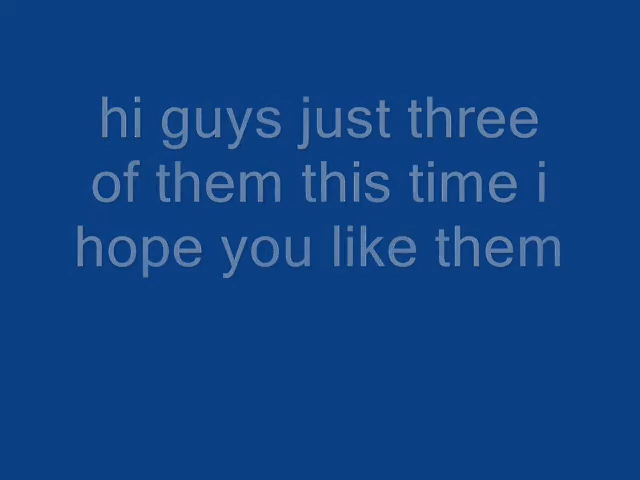 hi guys just three
of them this time i
hope you like them